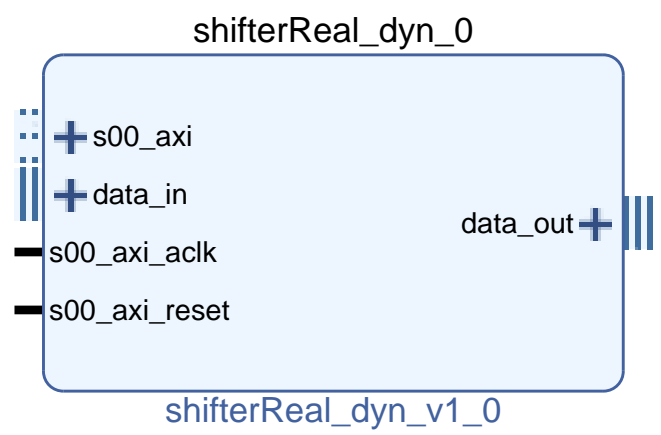 shifterReal_dyn_0
s00_axi
data_in
data_out
s00_axi_aclk
s00_axi_reset
shifterReal_dyn_v1_0